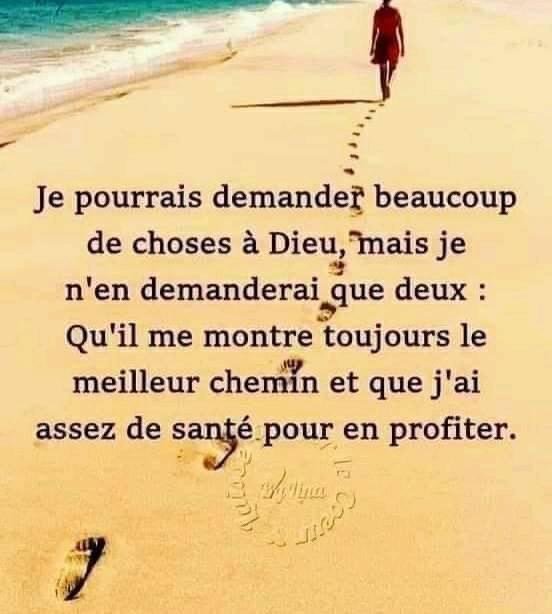 Je pourrais demander beaucoup
de choses à Dieu, mais je
n'en demanderai que deux :
Qu'il me montre toujours le
meilleur chemin et que j'ai
assez de santé pour en profiter.